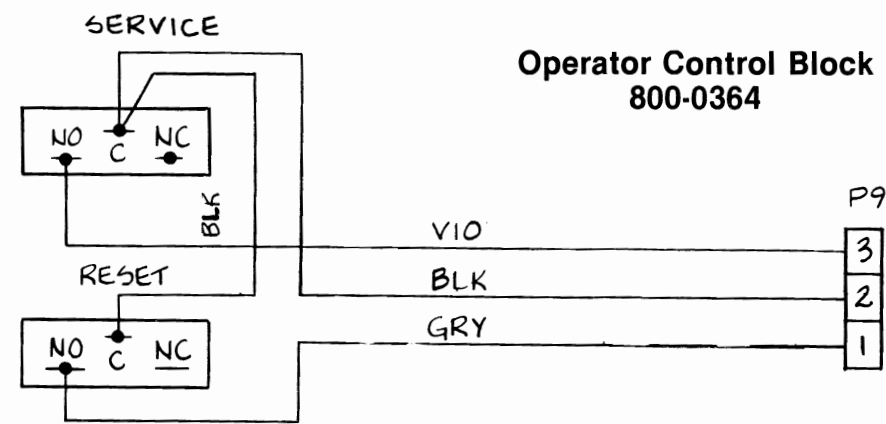 SERVICE
Operator Control Block
800-0364
NO C NC
BLK
P9
VIO
3
RESET
BLK
2
GRY
1
NO C NC